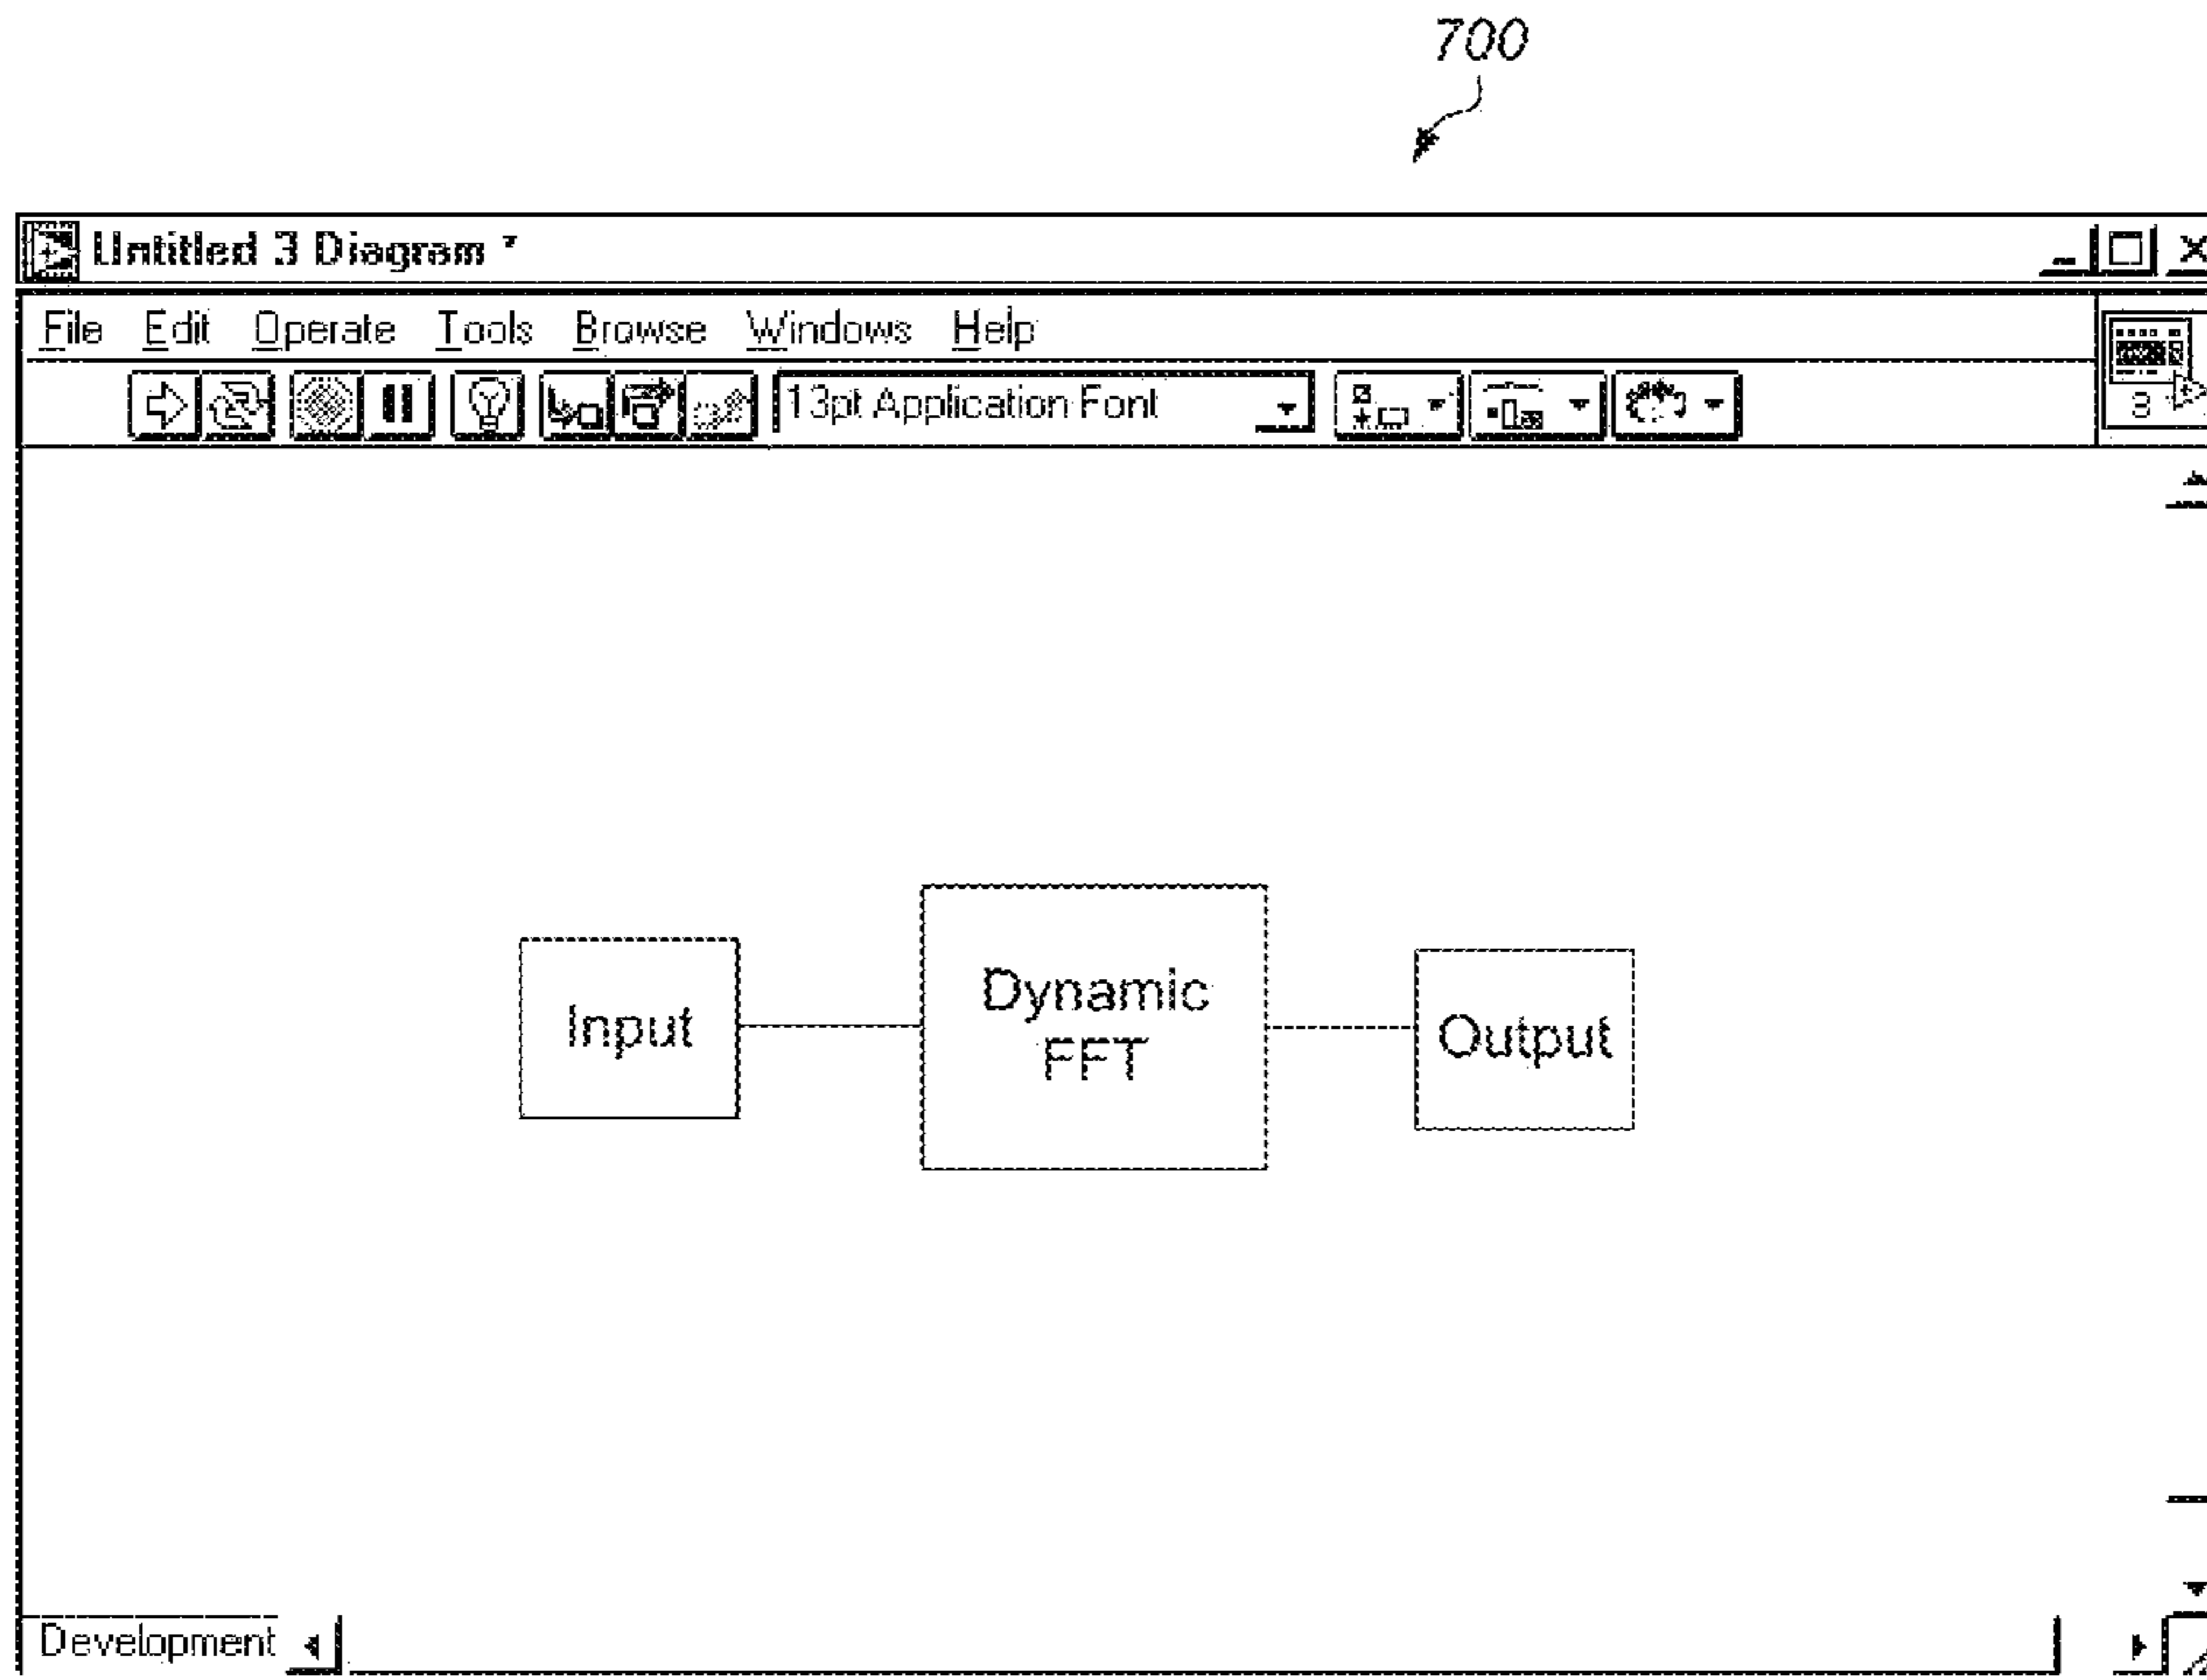 700
Untitled 3 Diagram *
File Edit Operate Tools Browse Windows Help
13pt Application Font
3
Input
Dynamic
FFT
Output
Development